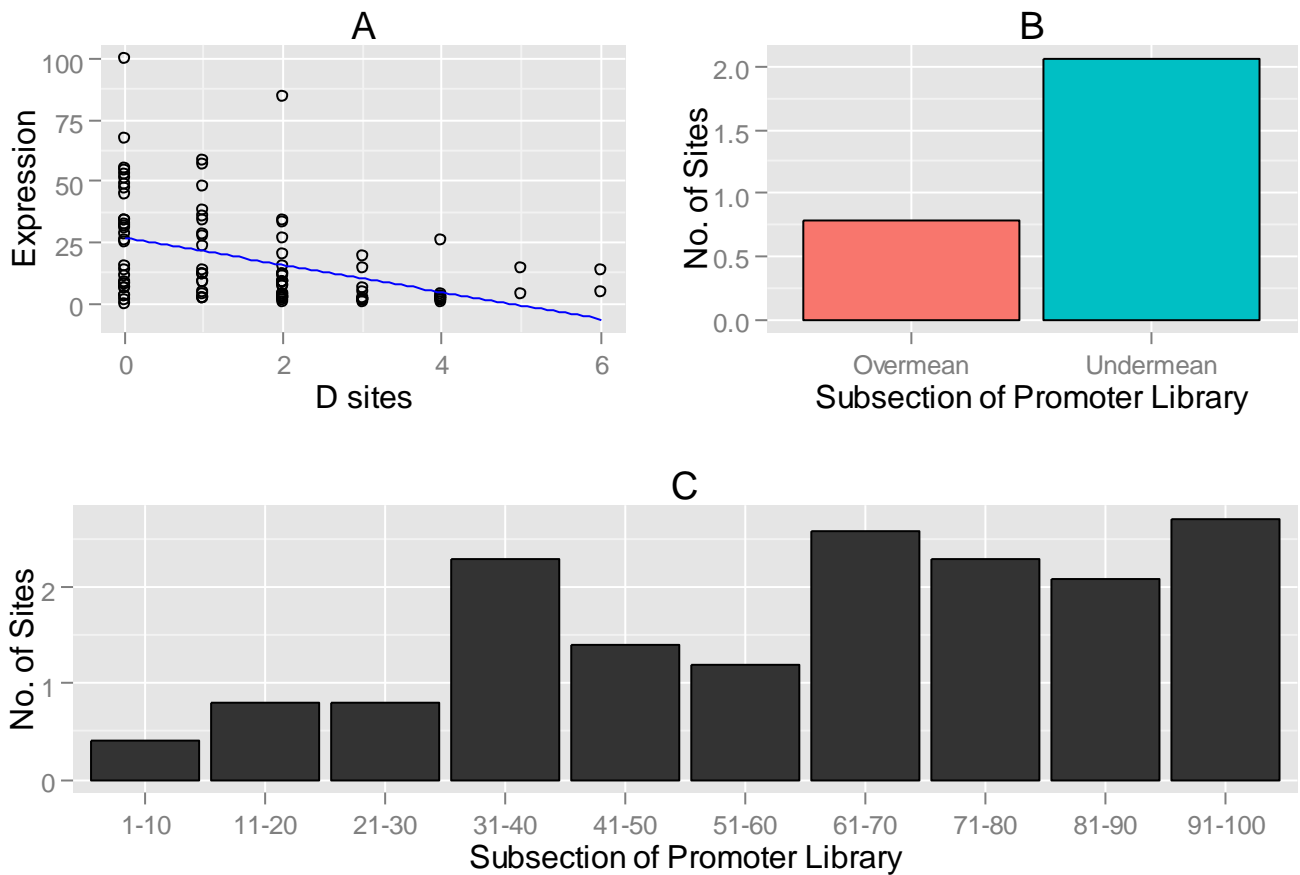 A
Expression
100
75
50
25
0
0 2 4 6
D sites
B
No. of Sites
2.0
1.5
1.0
0.5
0.0
Overmean Undermean
Subsection of Promoter Library
C
No. of Sites
2
1
0
1-10 11-20 21-30 31-40 41-50 51-60 61-70 71-80 81-90 91-100
Subsection of Promoter Library